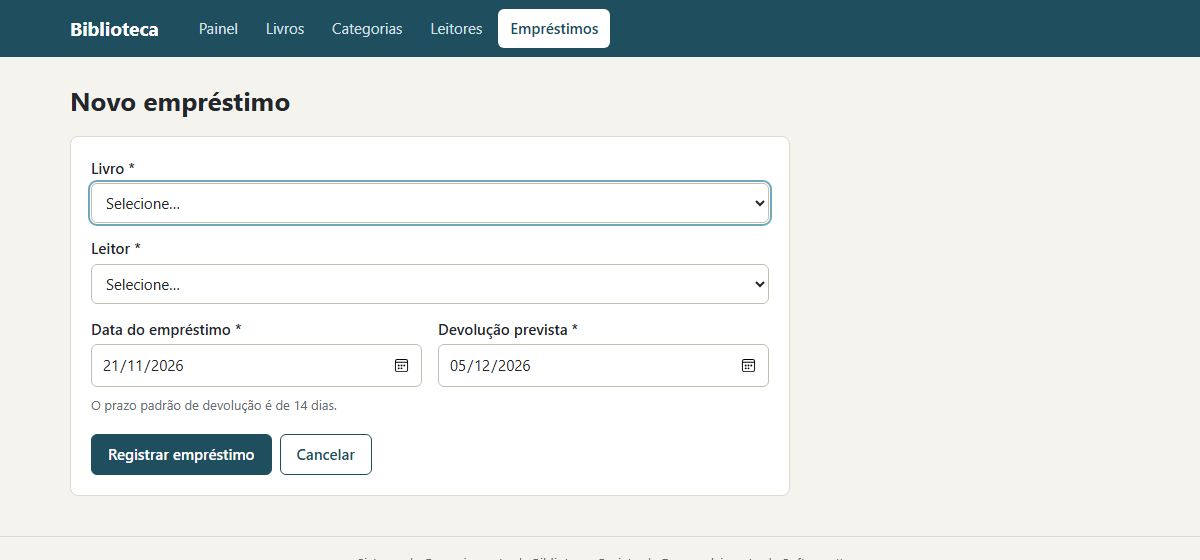 Biblioteca Painel Livros Categorias Leitores Empréstimos
Novo empréstimo
Livro *
Selecione...
Leitor *
Selecione...
Data do empréstimo * Devolução prevista *
21/11/2026 05/12/2026
O prazo padrão de devolução é de 14 dias.
Registrar empréstimo Cancelar